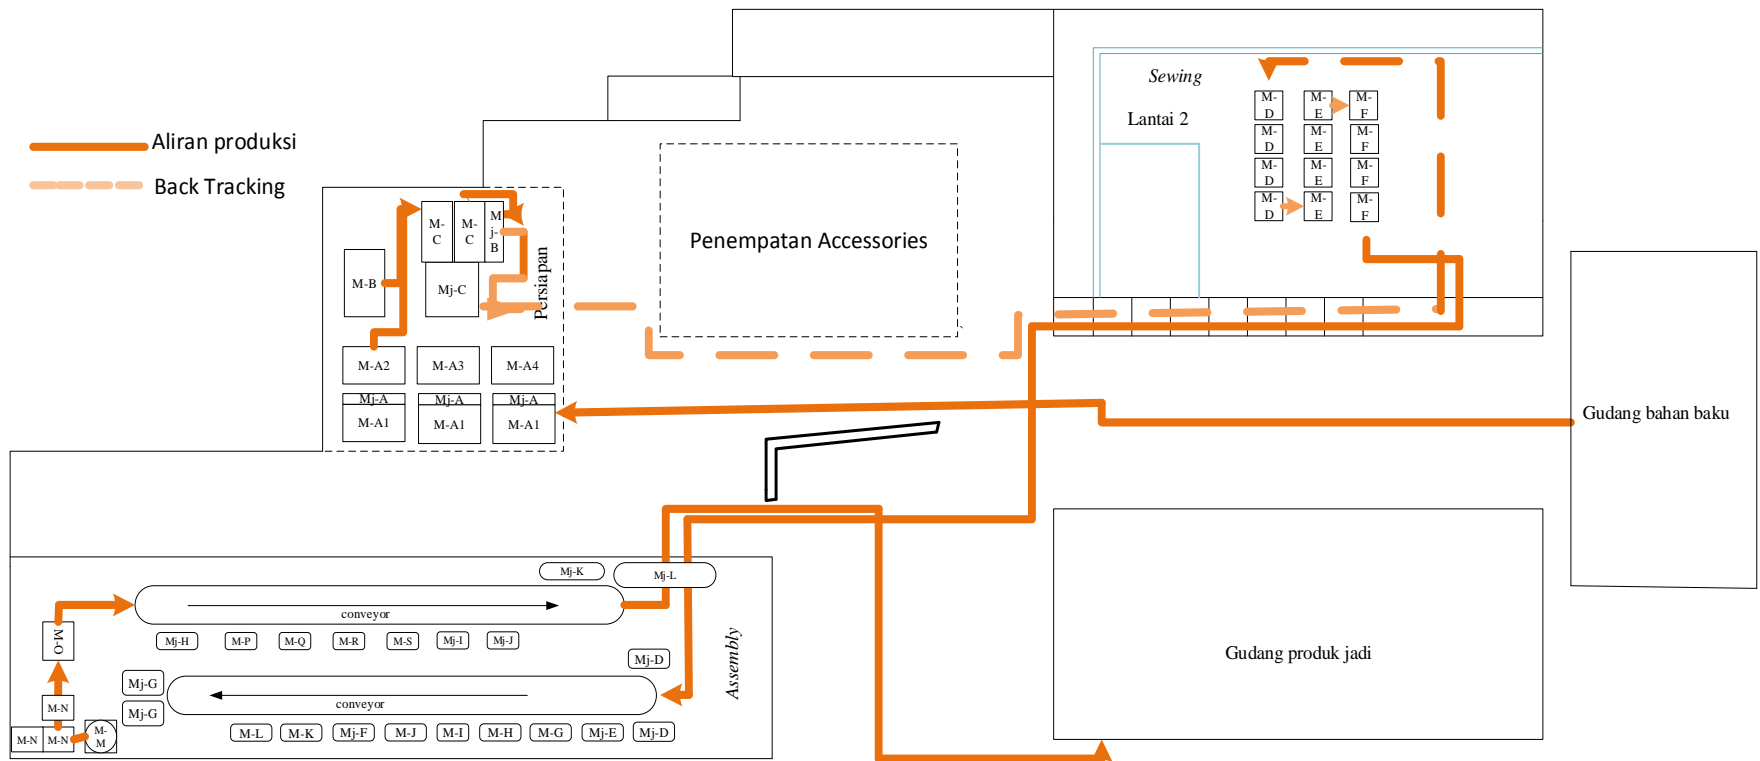 Aliran produksi
Back Tracking
Sewing
Lantai 2
M-
D
M-
E
M-
F
M-
D
M-
E
M-
F
M-
D
M-
E
M-
F
M-
D
M-
E
M-
F
M-
C
M-
C
M
j-
B
M-B
Mj-C
Persiapan
Penempatan Accessories
M-A2
M-A3
M-A4
Mj-A
Mj-A
Mj-A
M-A1
M-A1
M-A1
Gudang bahan baku
Mj-K
Mj-L
conveyor
M-O
Mj-H
M-P
M-Q
M-R
M-S
Mj-I
Mj-J
Assembly
Mj-D
Mj-G
Mj-G
conveyor
M-N
M-N
M-N
M-
M
M-L
M-K
Mj-F
M-J
M-I
M-H
M-G
Mj-E
Mj-D
Gudang produk jadi